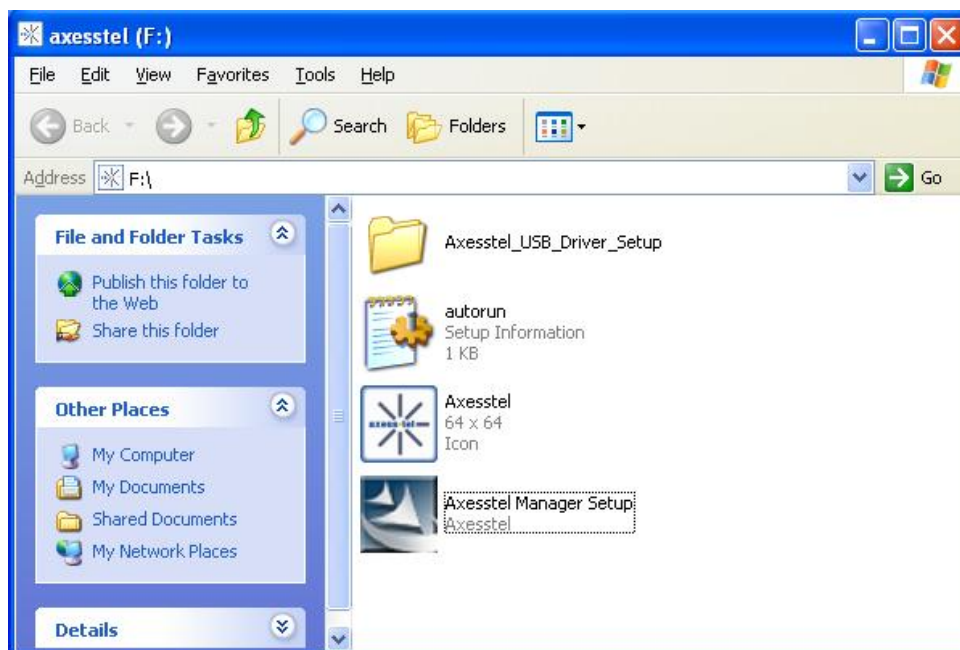 axesstel (F:)
File Edit View Favorites Tools Help
Back Search Folders
Address F:\ Go
File and Folder Tasks
Publish this folder to
the Web
Share this folder
Other Places
My Computer
My Documents
Shared Documents
My Network Places
Details
Axesstel_USB_Driver_Setup
autorun
Setup Information
1 KB
axess·tel
Axesstel
64 x 64
Icon
Axesstel Manager Setup
Axesstel